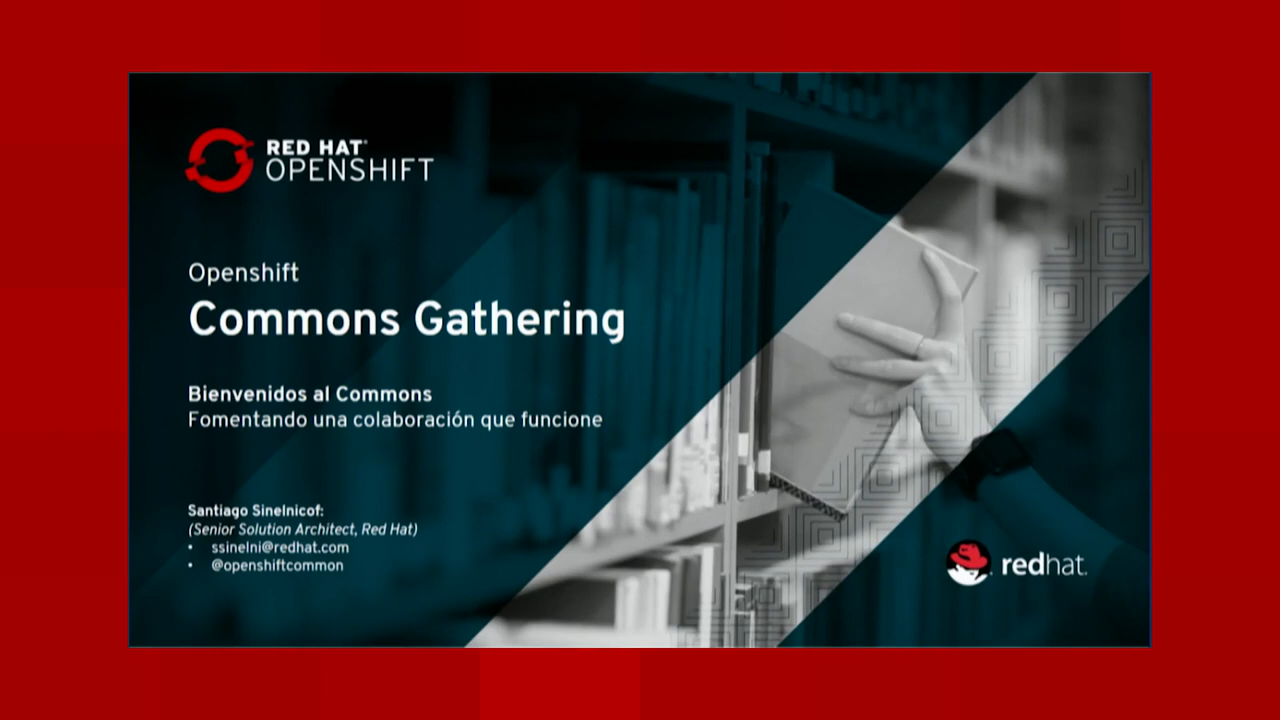 RED HAT®
OPENSHIFT
Openshift
Commons Gathering
Bienvenidos al Commons
Fomentando una colaboración que funcione
Santiago Sinelnicof:
(Senior Solution Architect, Red Hat)
• ssinelni@redhat.com
• @openshiftcommon
redhat.